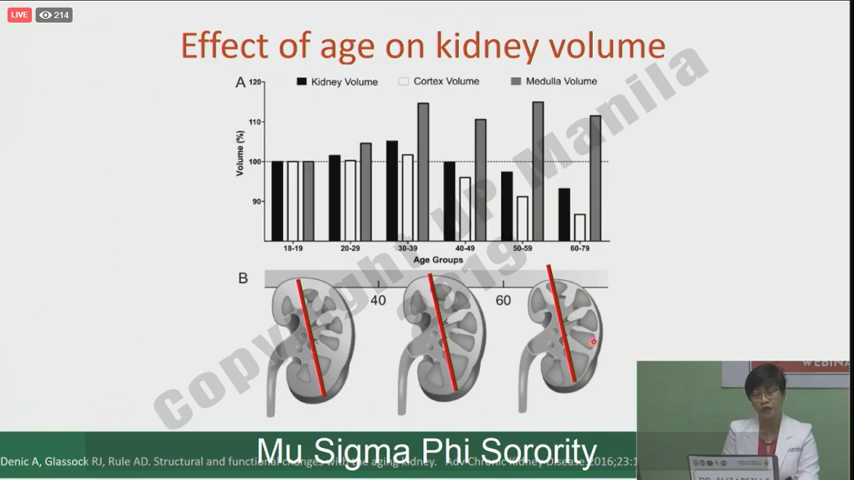 LIVE
214
Effect of age on kidney volume
A
120
110
100
90
Volume (%)
Kidney Volume
Cortex Volume
Medulla Volume
18-19
20-29
30-39
40-49
50-59
60-79
Age Groups
B
40
60
Copyright UP Manila
2019
WEBINA
Mu Sigma Phi Sorority
Denic A, Glassock RJ, Rule AD. Structural and functional changes with the aging kidney. Adv Chronic Kidney Disease 2016;23:1